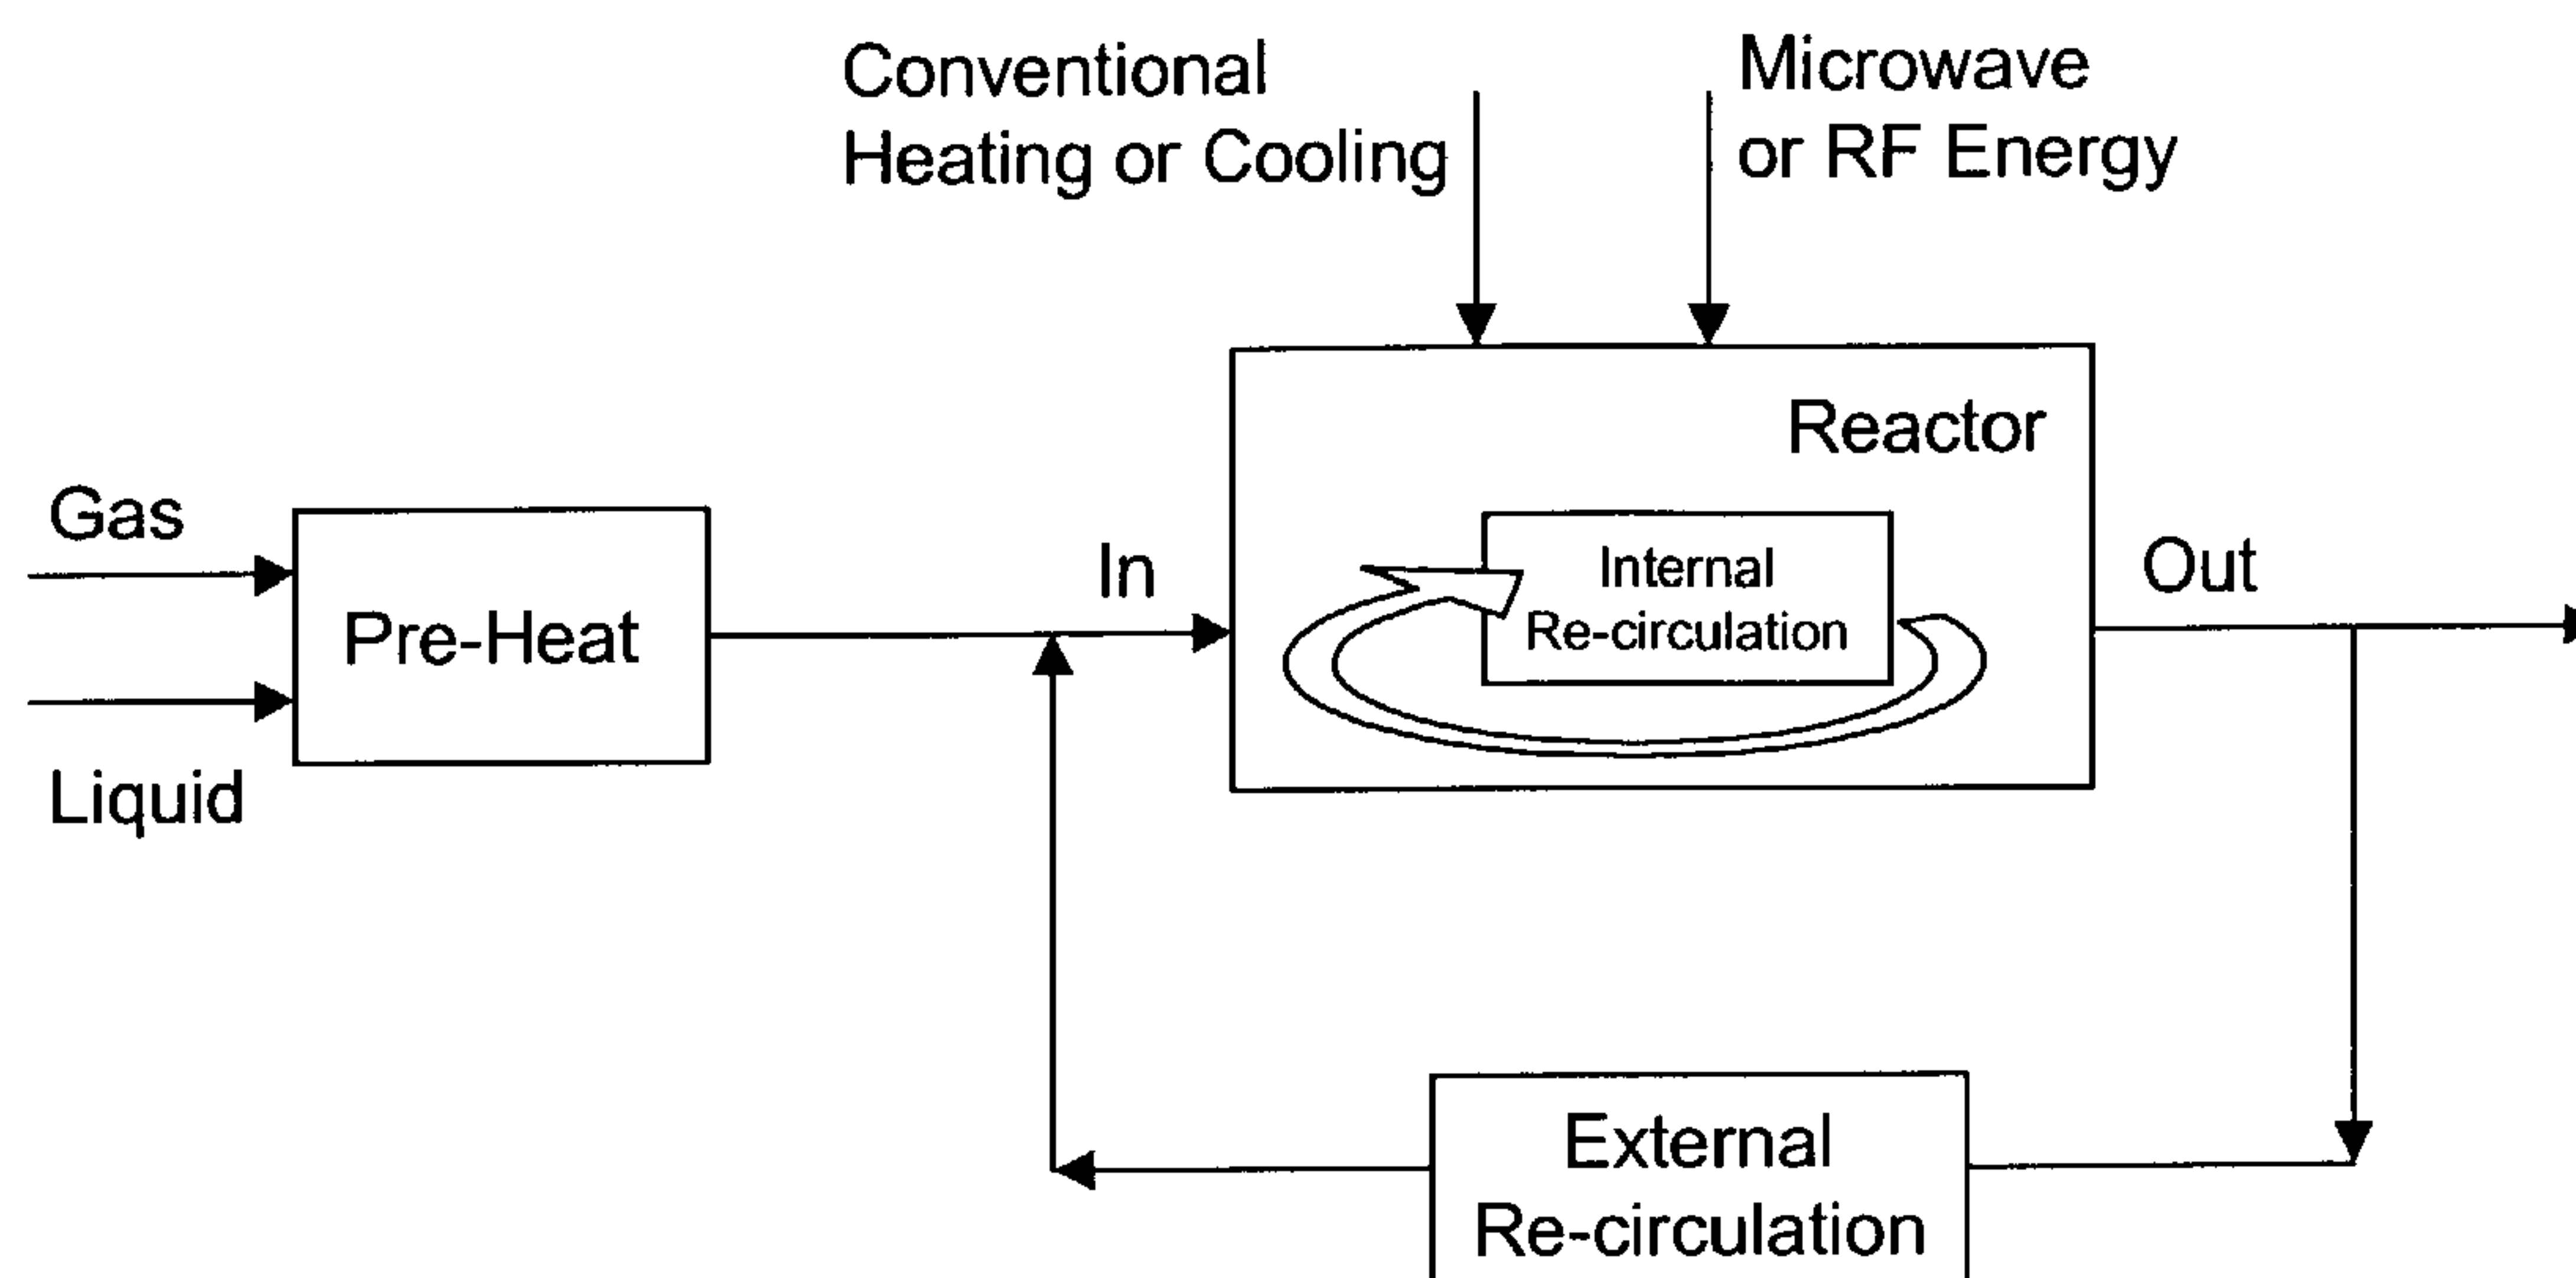 Conventional
Heating or Cooling
Microwave
or RF Energy
Reactor
Gas
Pre-Heat
Liquid
In
Internal
Re-circulation
Out
External
Re-circulation